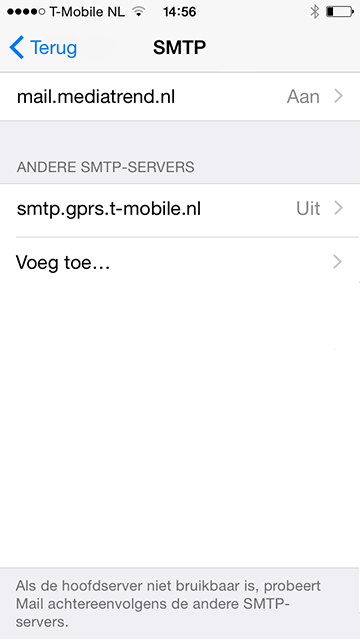 T-Mobile NL 14:56
Terug SMTP
mail.mediatrend.nl Aan
ANDERE SMTP-SERVERS
smtp.gprs.t-mobile.nl Uit
Voeg toe...
Als de hoofdserver niet bruikbaar is, probeert
Mail achtereenvolgens de andere SMTP-
servers.